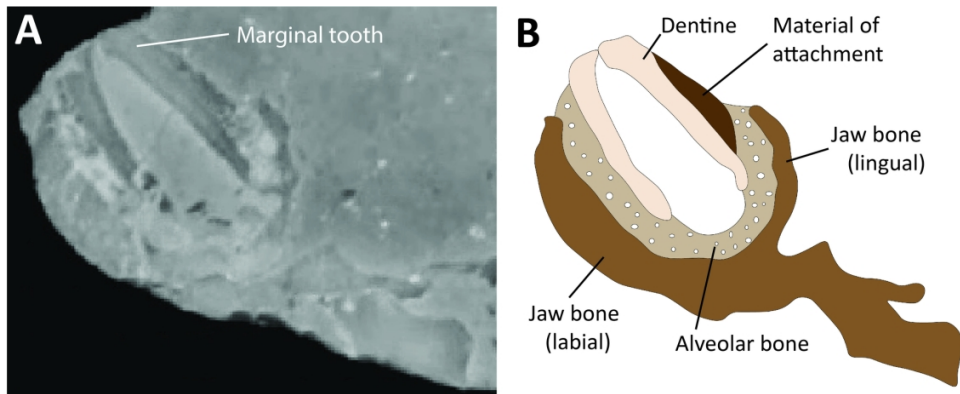 A
Marginal tooth
B
Dentine
Material of
attachment
Jaw bone
(lingual)
Jaw bone
(labial)
Alveolar bone